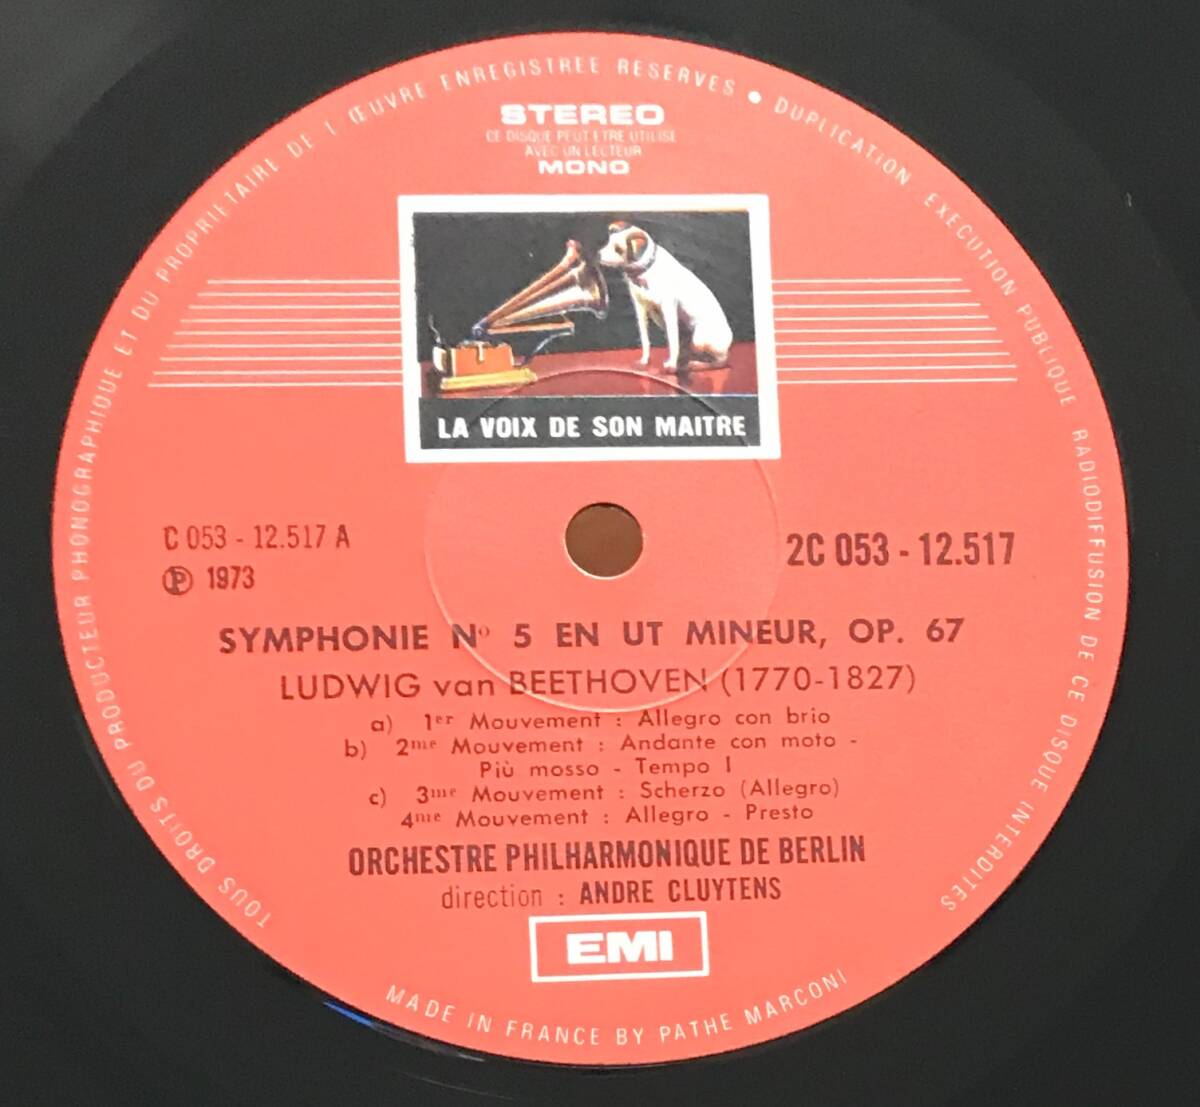 TOUS DROITS DU PRODUCTEUR PHONOGRAPHIQUE ET DU PROPRIETAIRE DE L ŒUVRE ENREGISTREE RESERVES • DUPLICATION EXECUTION PUBLIQUE RADIODIFFUSION DE CE DISQUE INTERDITES
STEREO
CE DISQUE PEUT ETRE UTILISE
AVEC UN LECTEUR
MONO
LA VOIX DE SON MAITRE
C 053 - 12.517 A
2C 053 - 12.517
Ⓟ 1973
SYMPHONIE Nº 5 EN UT MINEUR, OP. 67
LUDWIG van BEETHOVEN (1770-1827)
a) 1er Mouvement : Allegro con brio
b) 2me Mouvement : Andante con moto -
Più mosso - Tempo I
c) 3me Mouvement : Scherzo (Allegro)
4me Mouvement : Allegro - Presto
ORCHESTRE PHILHARMONIQUE DE BERLIN
direction : ANDRE CLUYTENS
EMI
MADE IN FRANCE BY PATHE MARCONI